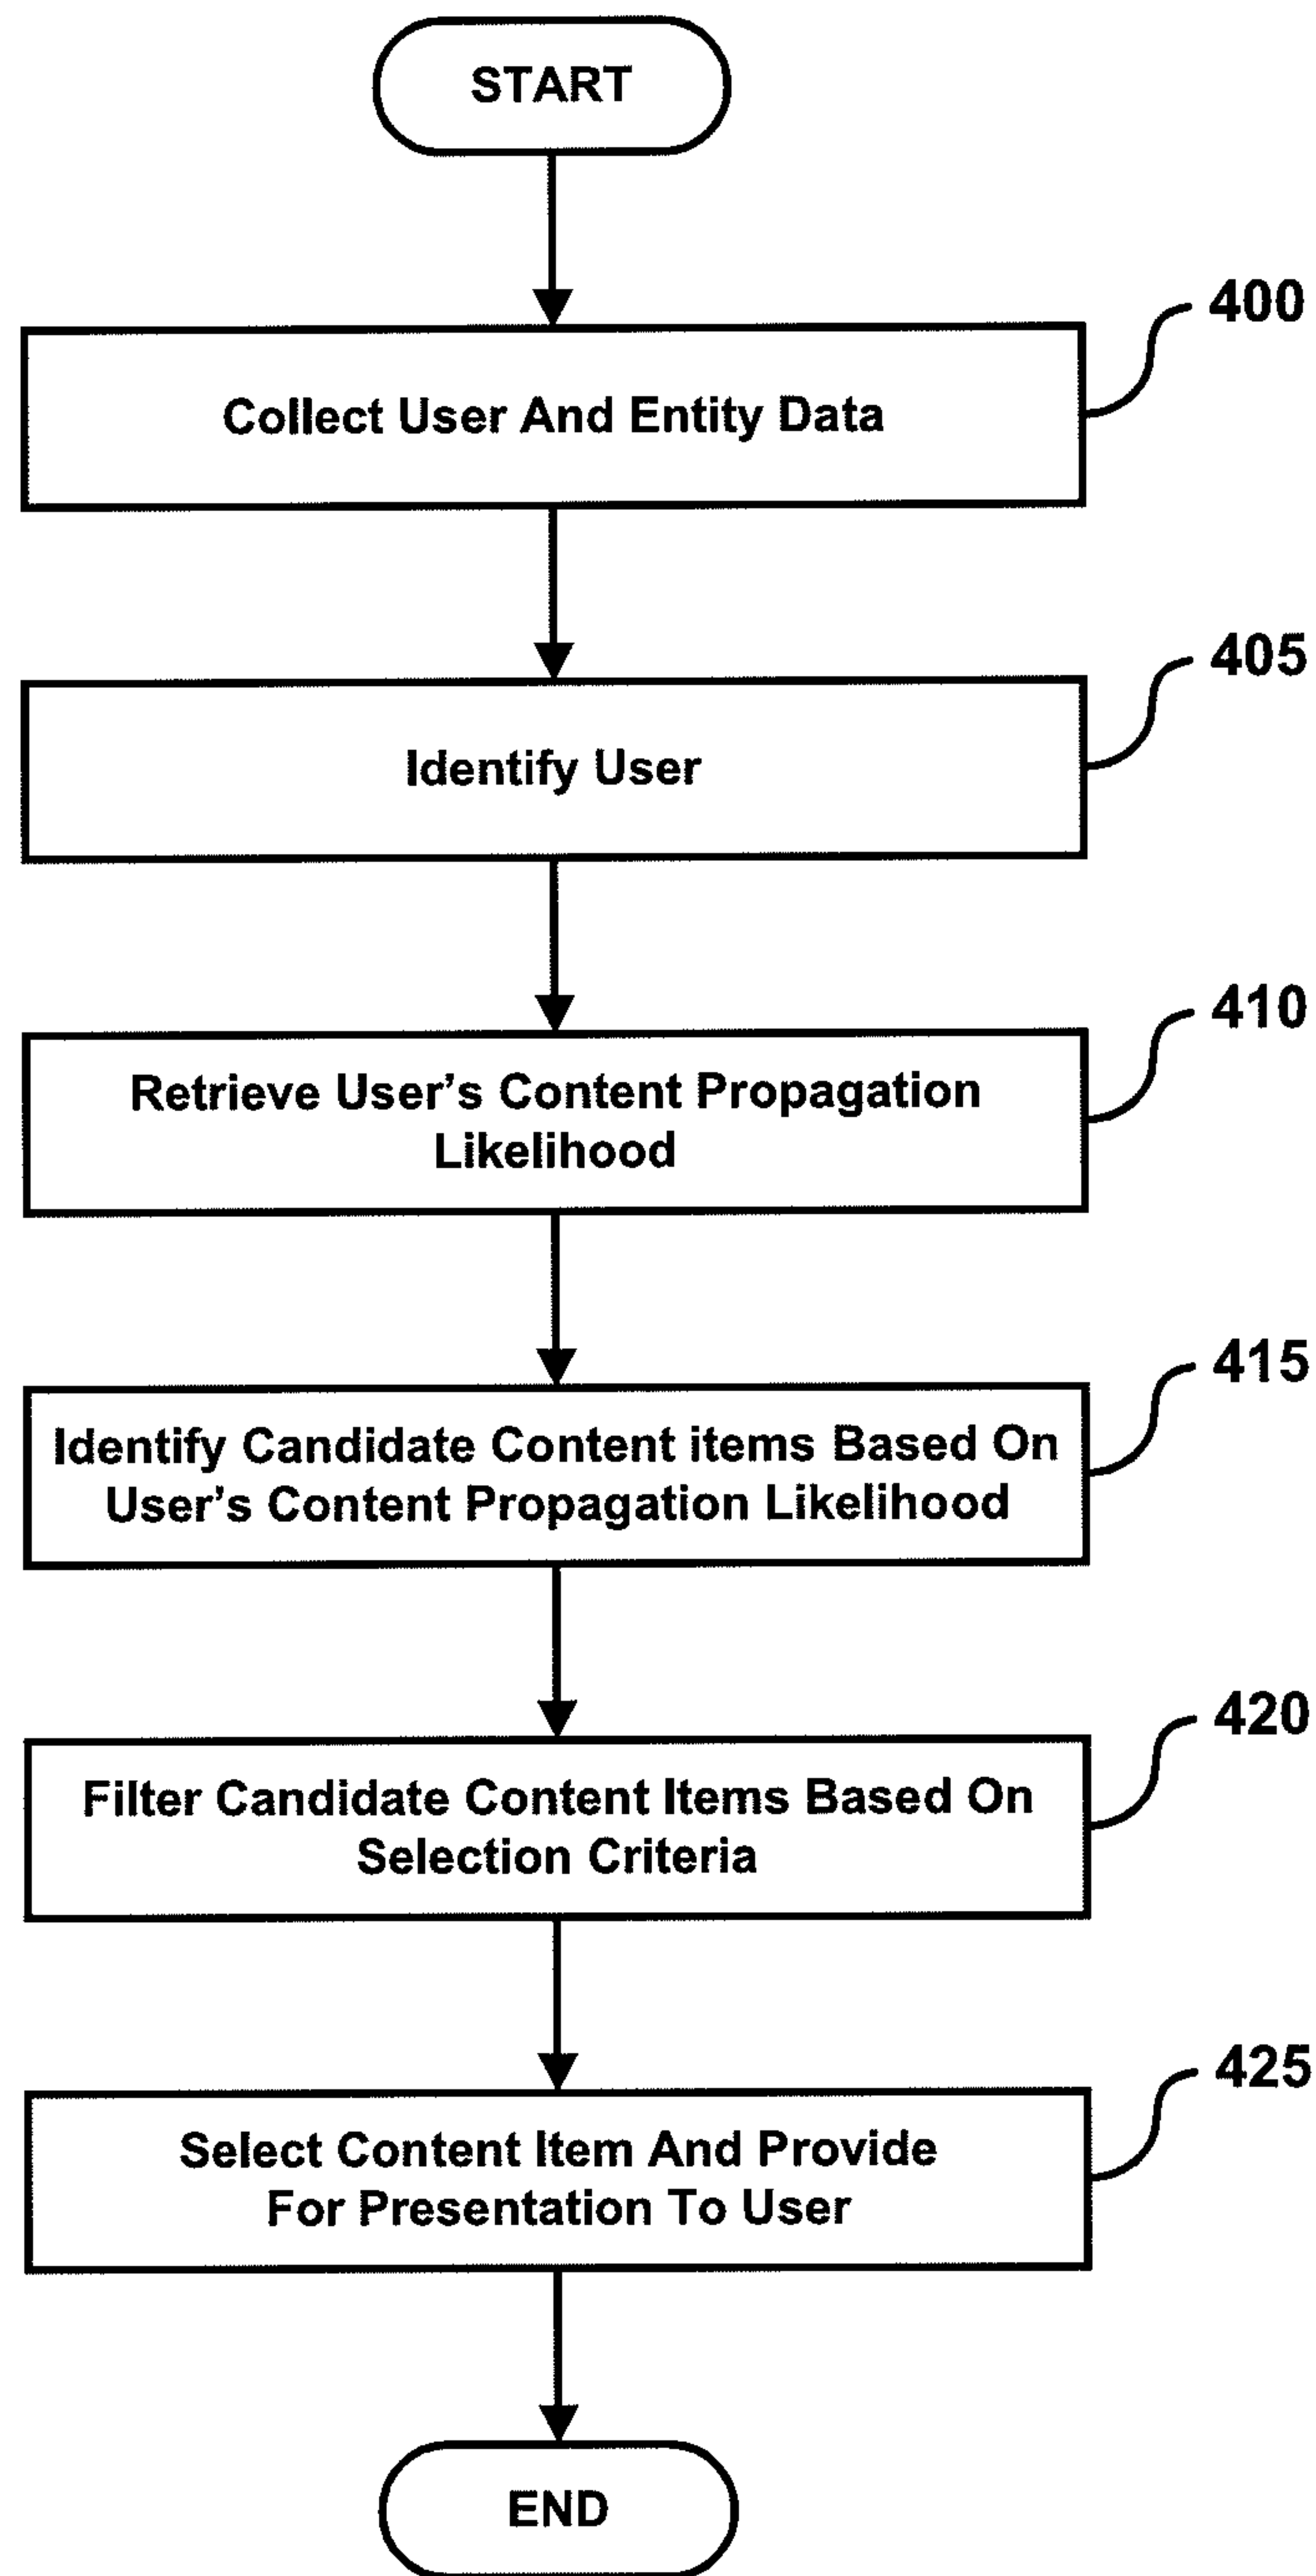 START
400
Collect User And Entity Data
405
Identify User
410
Retrieve User's Content Propagation
Likelihood
415
Identify Candidate Content items Based On
User's Content Propagation Likelihood
420
Filter Candidate Content Items Based On
Selection Criteria
425
Select Content Item And Provide
For Presentation To User
END